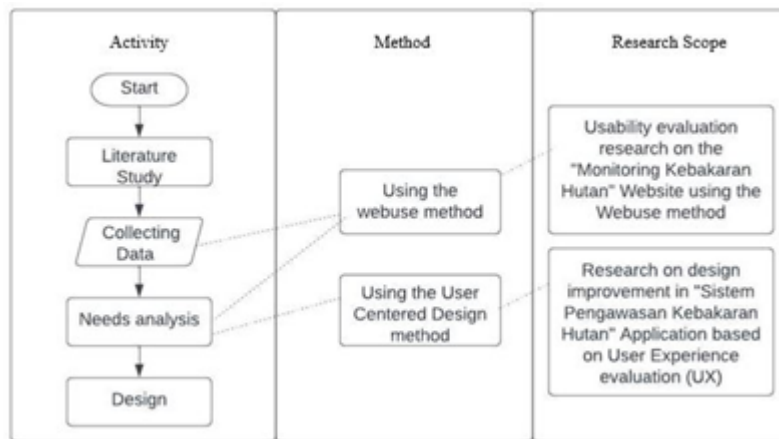 Activity
Start
Literature
Study
Collecting
Data
Needs analysis
Design
Method
Using the
webuse method
Using the User
Centered Design
method
Research Scope
Usability evaluation
research on the
"Monitoring Kebakaran
Hutan" Website using the
Webuse method
Research on design
improvement in "Sistem
Pengawasan Kebakaran
Hutan" Application based
on User Experience
evaluation (UX)